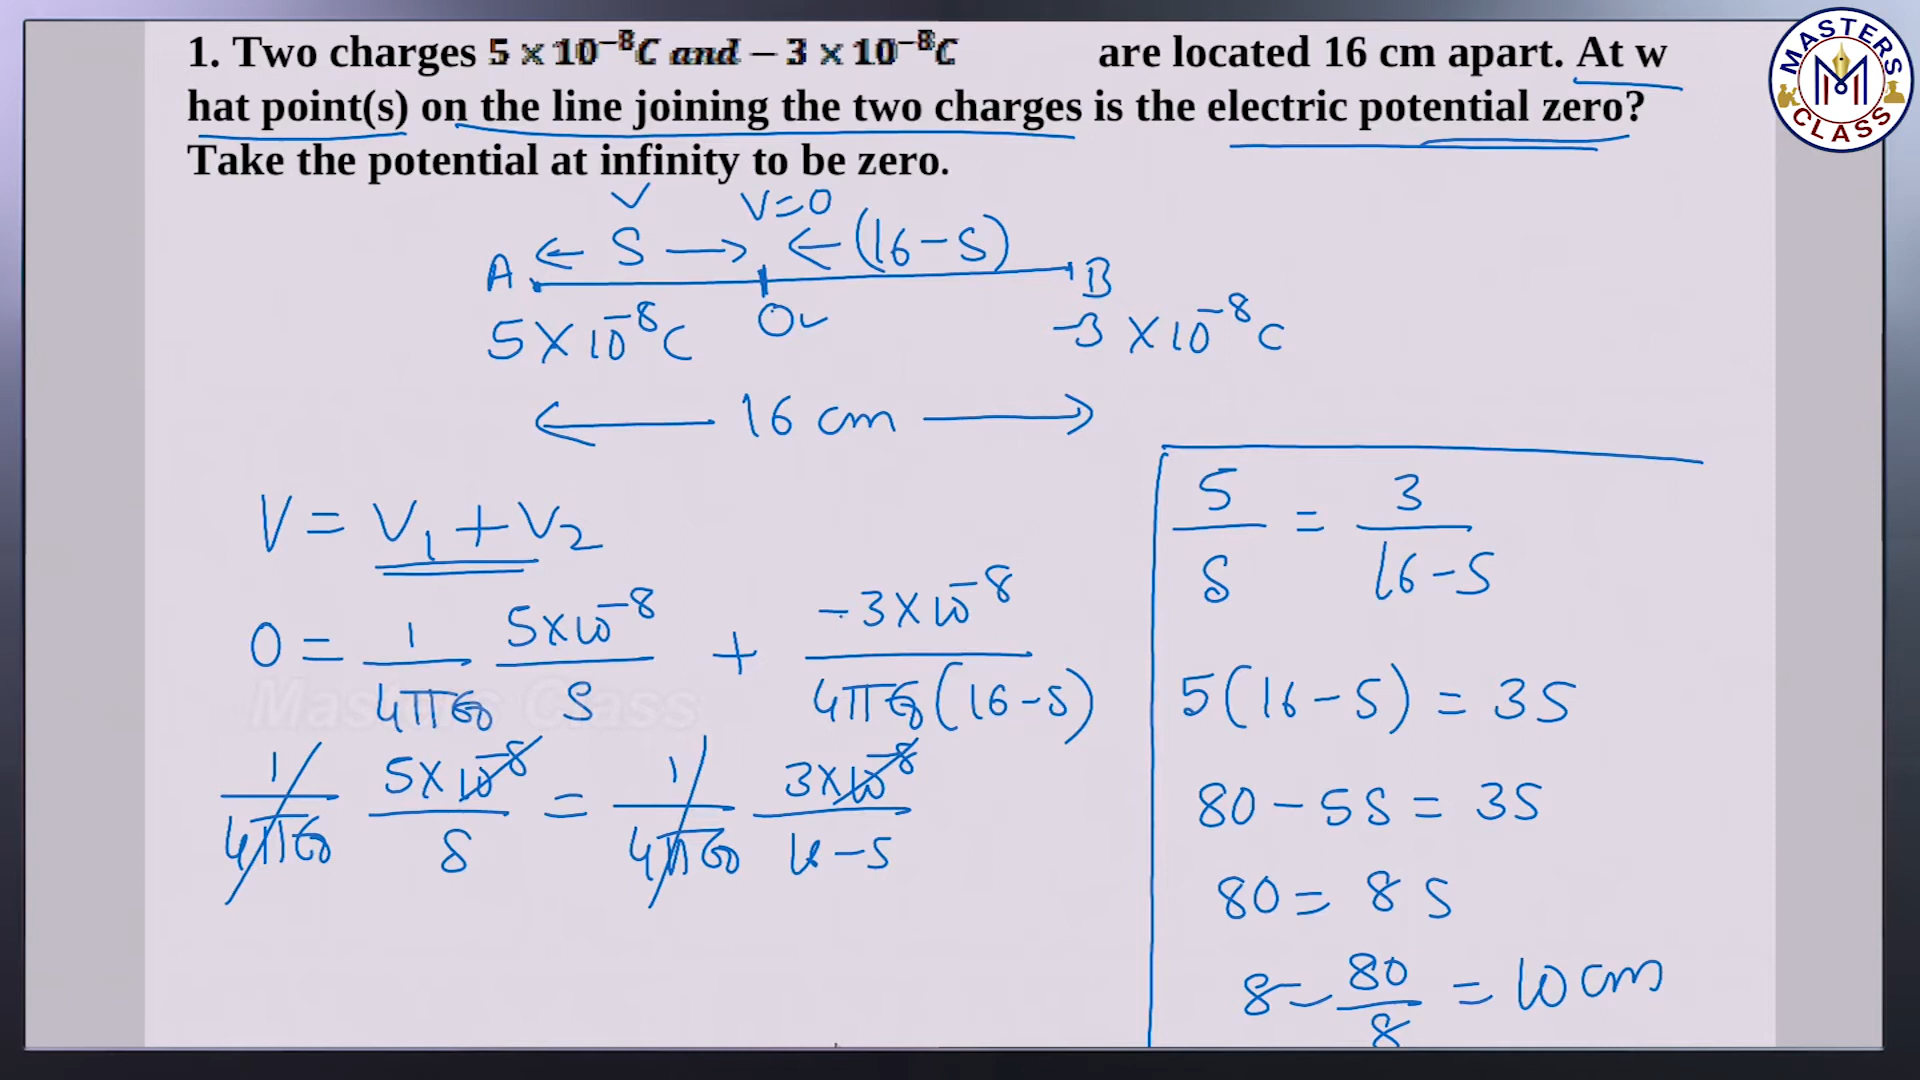 1. Two charges 5 × 10⁻⁸C and − 3 × 10⁻⁸C are located 16 cm apart. At w
hat point(s) on the line joining the two charges is the electric potential zero?
Take the potential at infinity to be zero.
MASTERS CLASS
V V=0
A ← S → ← (16-S) B
5 × 10⁻⁸ C O -3 × 10⁻⁸ C
← 16 cm →
V = V₁ + V₂
0 = 1/4πε₀ 5×10⁻⁸/S + -3×10⁻⁸/4πε₀(16-S)
1/4πε₀ 5×10⁻⁸/S = 1/4πε₀ 3×10⁻⁸/16-S
Masters Class
5/S = 3/16-S
5(16-S) = 3S
80-5S = 3S
80 = 8S
S = 80/8 = 10cm